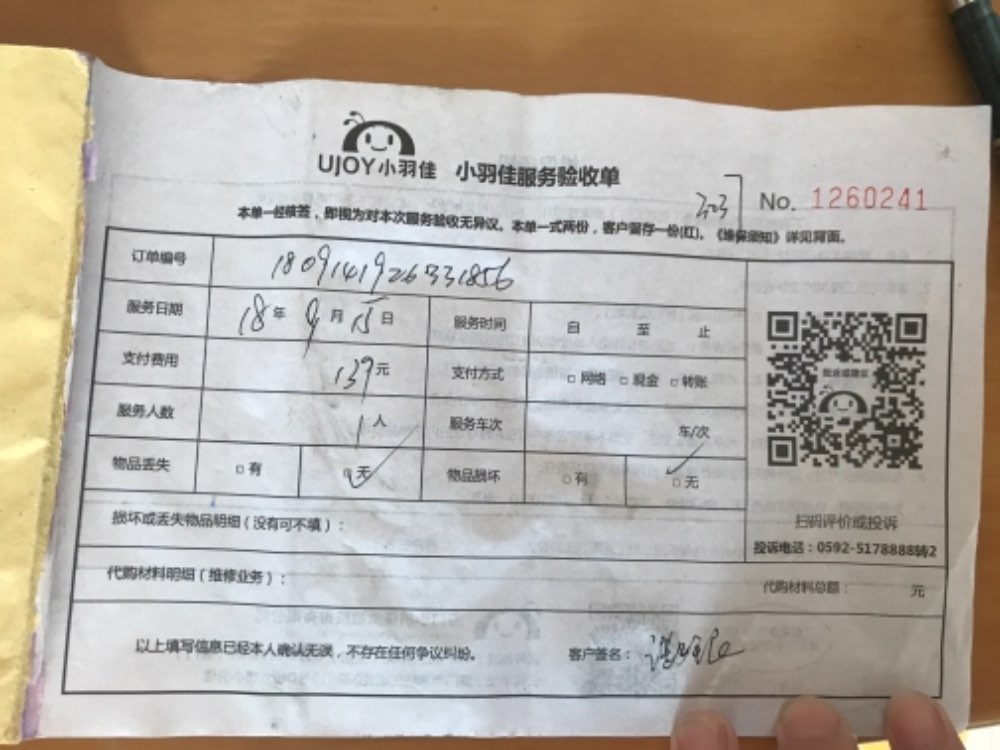 UJOY小羽佳 小羽佳服务验收单
303 No. 1260241
本单一经核签，即视为对本次服务验收无异议。本单一式两份，客户留存一份(红)。《维保须知》详见背面。
订单编号 1809141926331856
服务日期 18年9月15日 服务时间 自 至 止
支付费用 139元 支付方式 □网络 □现金 □转账
服务人数 1人 服务车次 车/次
物品丢失 □有 □无 ✓ 物品损坏 □有 □无 ✓
投诉或建议
扫码评价或投诉
投诉电话：0592-5178888转2
损坏或丢失物品明细（没有可不填）：
代购材料明细（维修业务）： 代购材料总额： 元
以上填写信息已经本人确认无误，不存在任何争议纠纷。 客户签名：